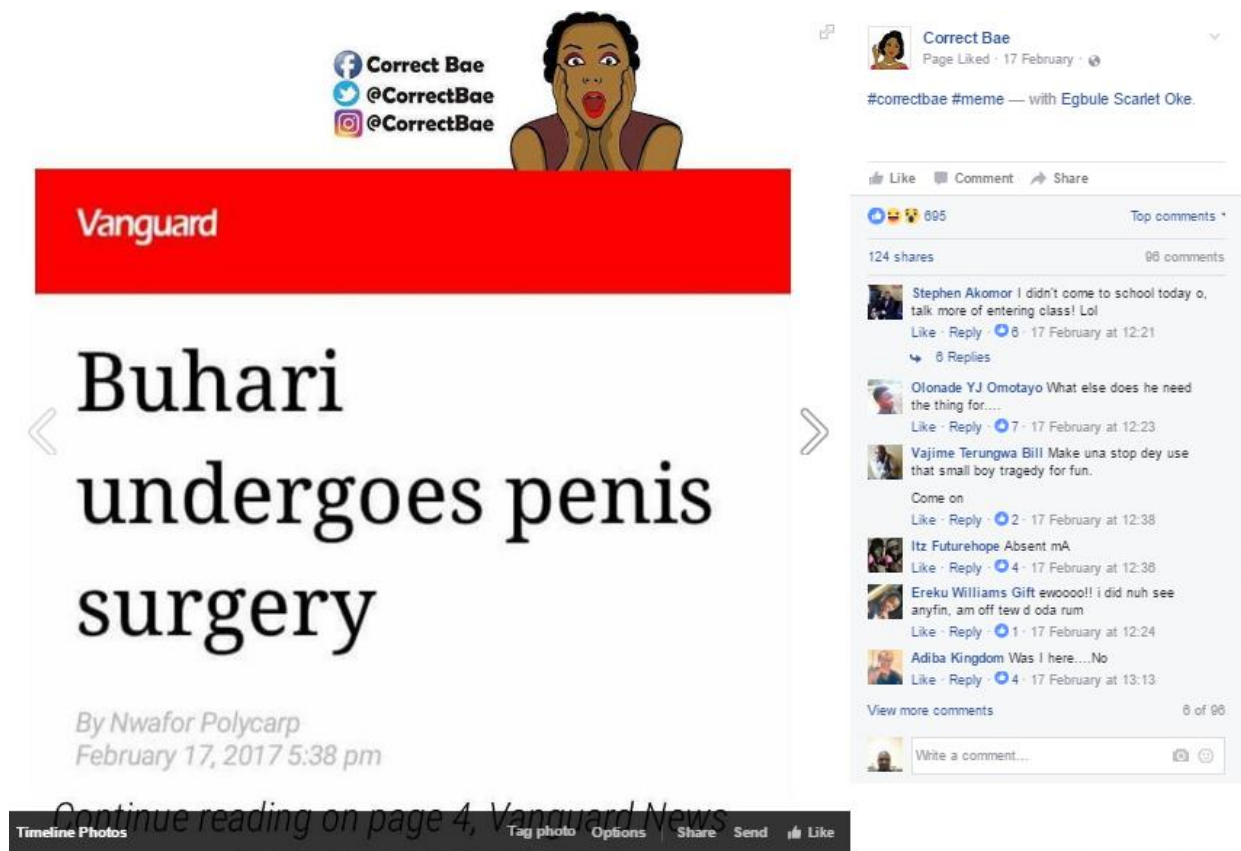 Correct Bae
@CorrectBae
@CorrectBae
Vanguard
Buhari
undergoes penis
surgery
By Nwafor Polycarp
February 17, 2017 5:38 pm
Continue reading on page 4, Vanguard News
Timeline Photos
Tag photo Options Share Send Like
Correct Bae
Page Liked · 17 February ·
#correctbae #meme — with Egbule Scarlet Oke.
Like Comment Share
695 Top comments
124 shares 96 comments
Stephen Akomor I didn't come to school today o,
talk more of entering class! Lol
Like · Reply · 6 · 17 February at 12:21
6 Replies
Olonade YJ Omotayo What else does he need
the thing for....
Like · Reply · 7 · 17 February at 12:23
Vajime Terungwa Bill Make una stop dey use
that small boy tragedy for fun.
Come on
Like · Reply · 2 · 17 February at 12:38
Itz Futurehope Absent mA
Like · Reply · 4 · 17 February at 12:36
Ereku Williams Gift ewoooo!! i did nuh see
anyfin, am off tew d oda rum
Like · Reply · 1 · 17 February at 12:24
Adiba Kingdom Was I here....No
Like · Reply · 4 · 17 February at 13:13
View more comments 6 of 96
Write a comment...